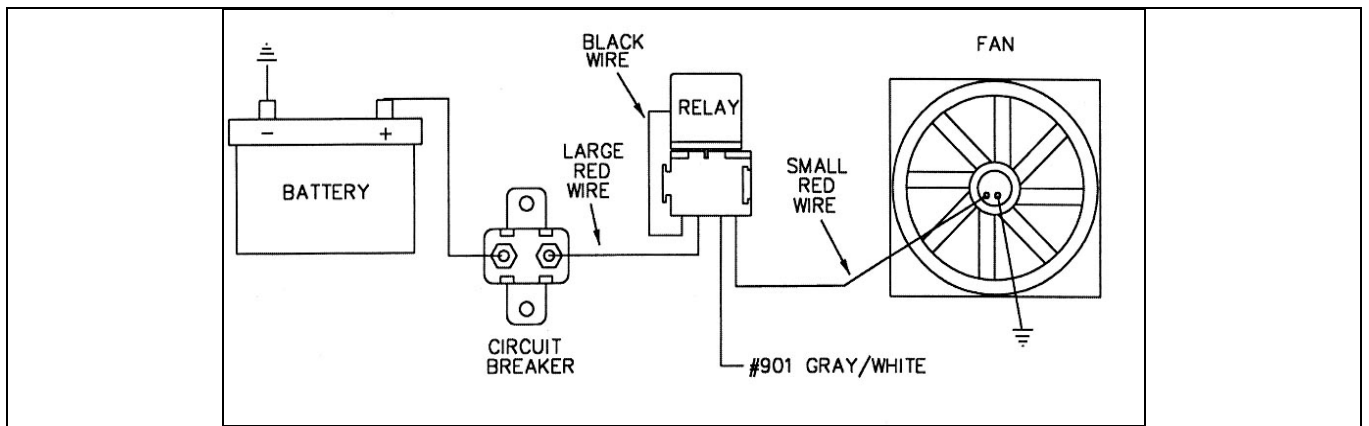 BLACK
WIRE
FAN
RELAY
LARGE
RED
WIRE
SMALL
RED
WIRE
- +
BATTERY
CIRCUIT
BREAKER
#901 GRAY/WHITE